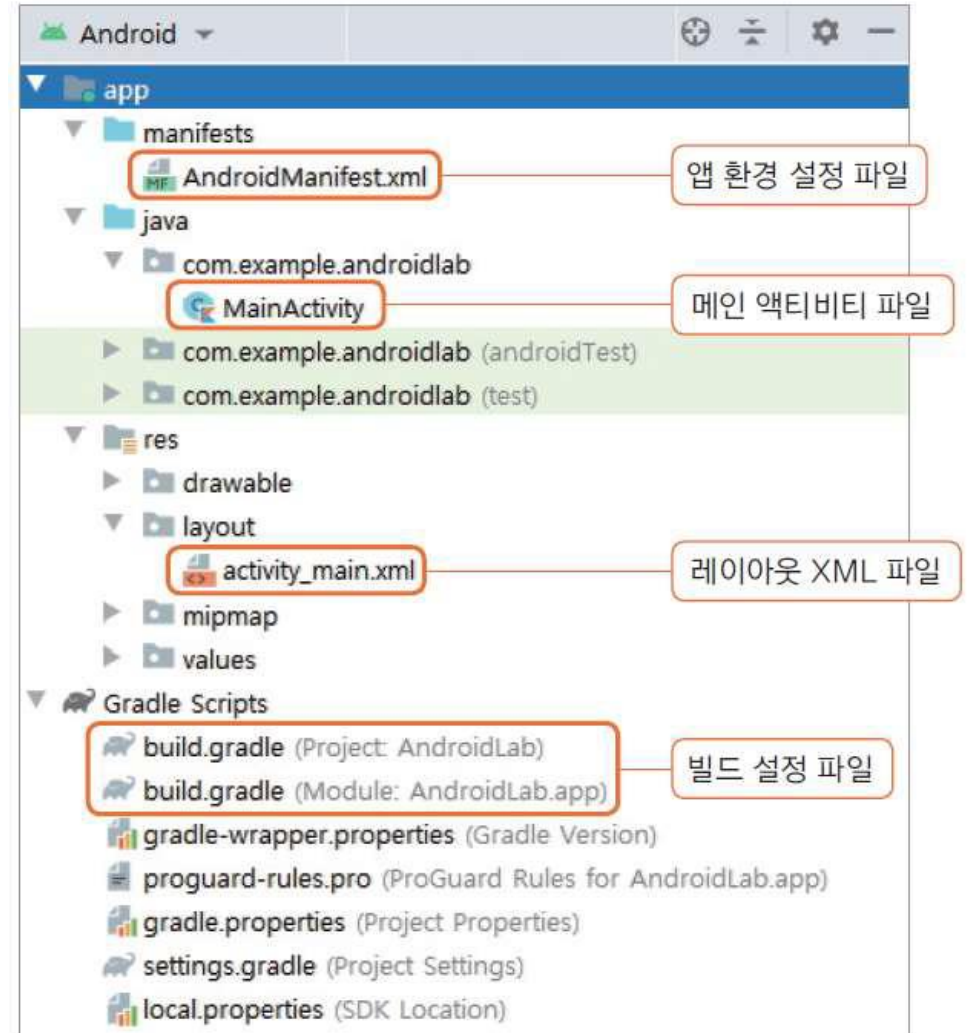 Android
app
manifests
AndroidManifest.xml
앱 환경 설정 파일
java
com.example.androidlab
MainActivity
메인 액티비티 파일
com.example.androidlab (androidTest)
com.example.androidlab (test)
res
drawable
layout
activity_main.xml
레이아웃 XML 파일
mipmap
values
Gradle Scripts
build.gradle (Project: AndroidLab)
빌드 설정 파일
build.gradle (Module: AndroidLab.app)
gradle-wrapper.properties (Gradle Version)
proguard-rules.pro (ProGuard Rules for AndroidLab.app)
gradle.properties (Project Properties)
settings.gradle (Project Settings)
local.properties (SDK Location)